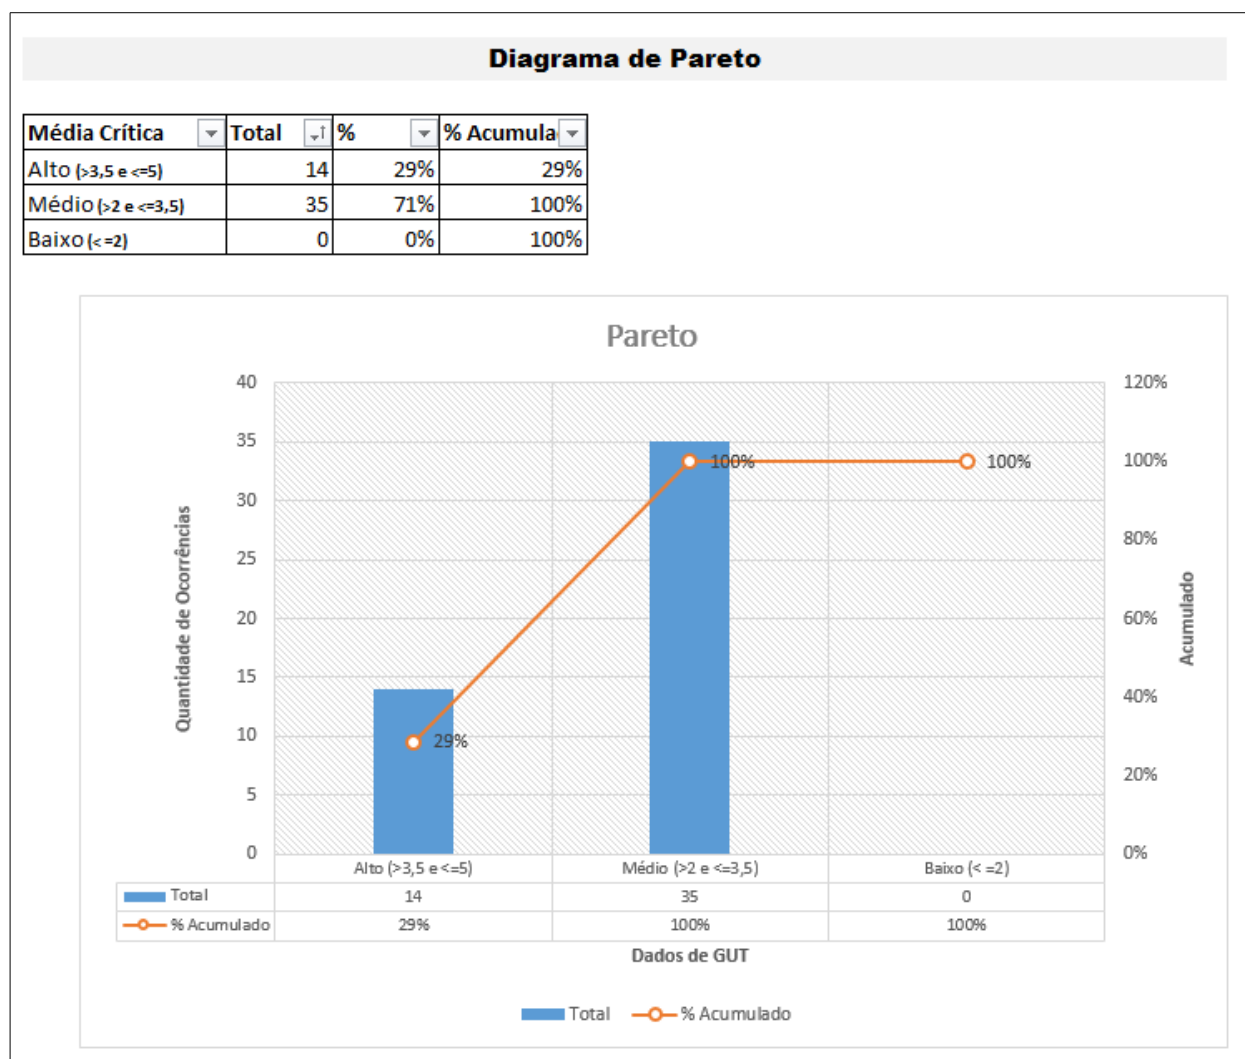 Diagrama de Pareto
Média Crítica Total % % Acumula
Alto (>3,5 e <=5) 14 29% 29%
Médio (>2 e <=3,5) 35 71% 100%
Baixo (< =2) 0 0% 100%
Pareto
40 120%
35
100%
30
100% 100%
25 80%
20 60%
15
40%
10
29%
20%
5
0 0%
Quantidade de Ocorrências
Acumulado
Alto (>3,5 e <=5) Médio (>2 e <=3,5) Baixo (< =2)
Total 14 35 0
% Acumulado 29% 100% 100%
Dados de GUT
Total % Acumulado